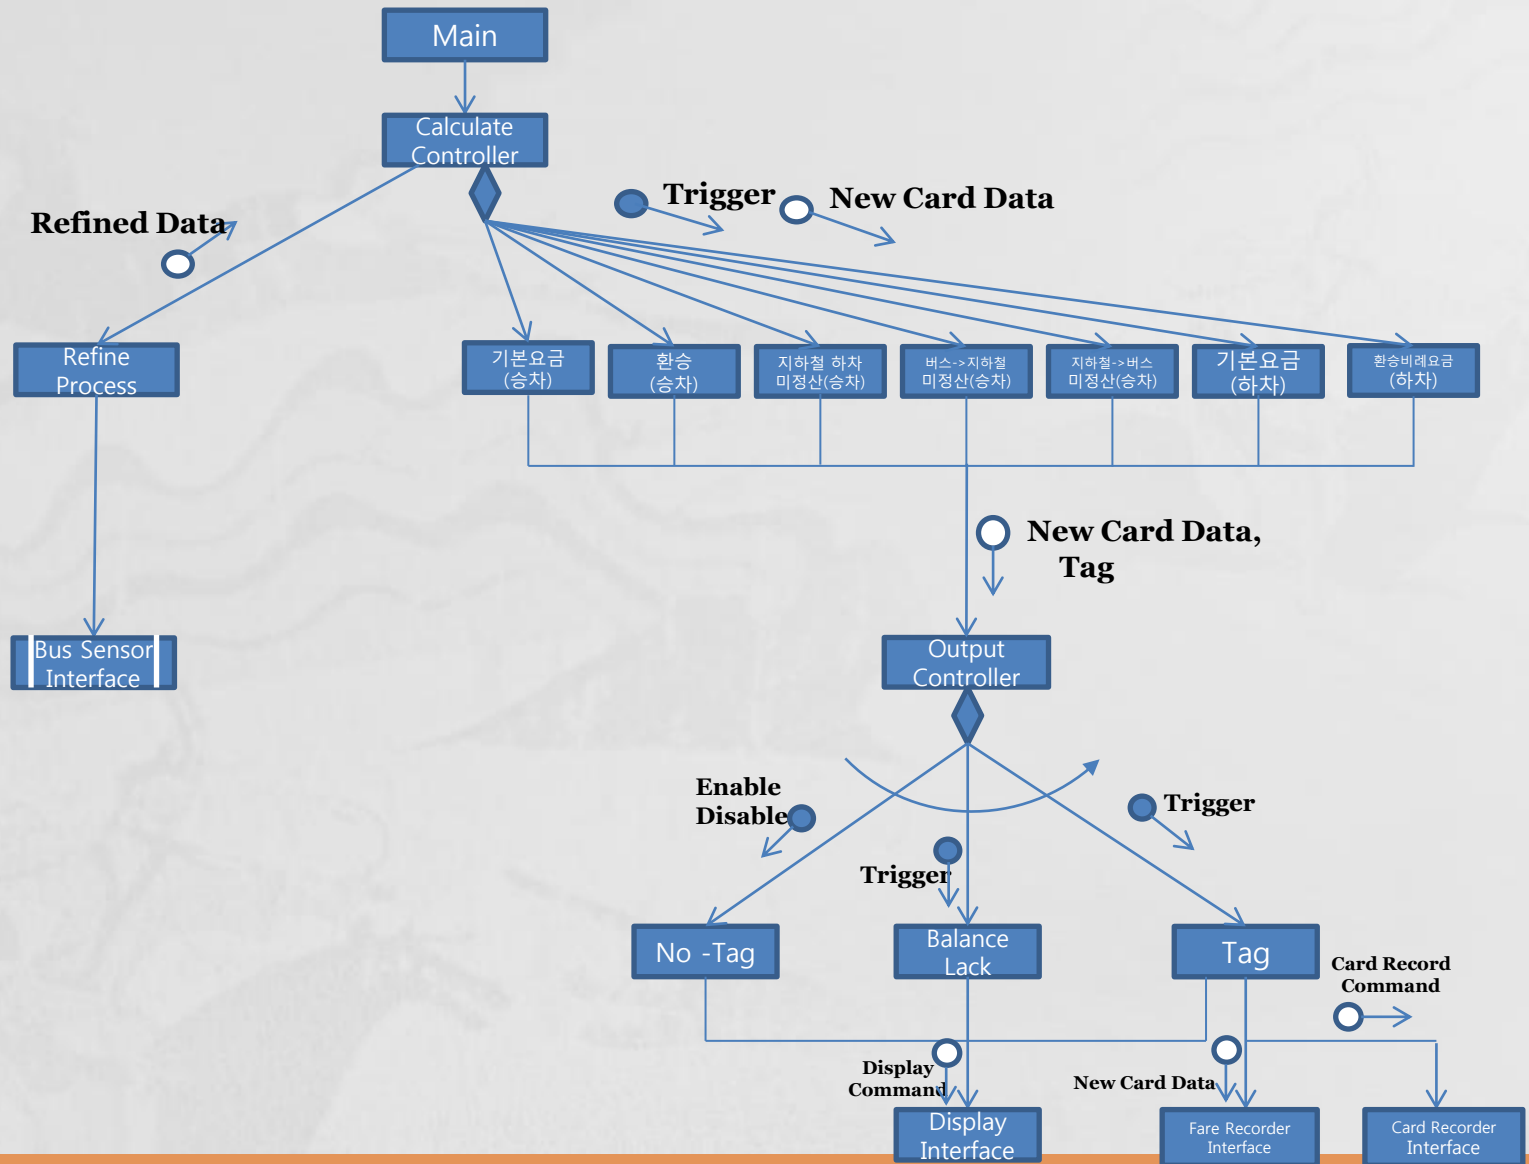 Main
Calculate
Controller
Refined Data
Trigger
New Card Data
Refine
Process
기본요금
(승차)
환승
(승차)
지하철 하차
미정산(승차)
버스->지하철
미정산(승차)
지하철->버스
미정산(승차)
기본요금
(하차)
환승비례요금
(하차)
New Card Data,
Tag
Bus Sensor
Interface
Output
Controller
Enable
Disable
Trigger
Trigger
No -Tag
Balance
Lack
Tag
Card Record
Command
Display
Command
New Card Data
Display
Interface
Fare Recorder
Interface
Card Recorder
Interface